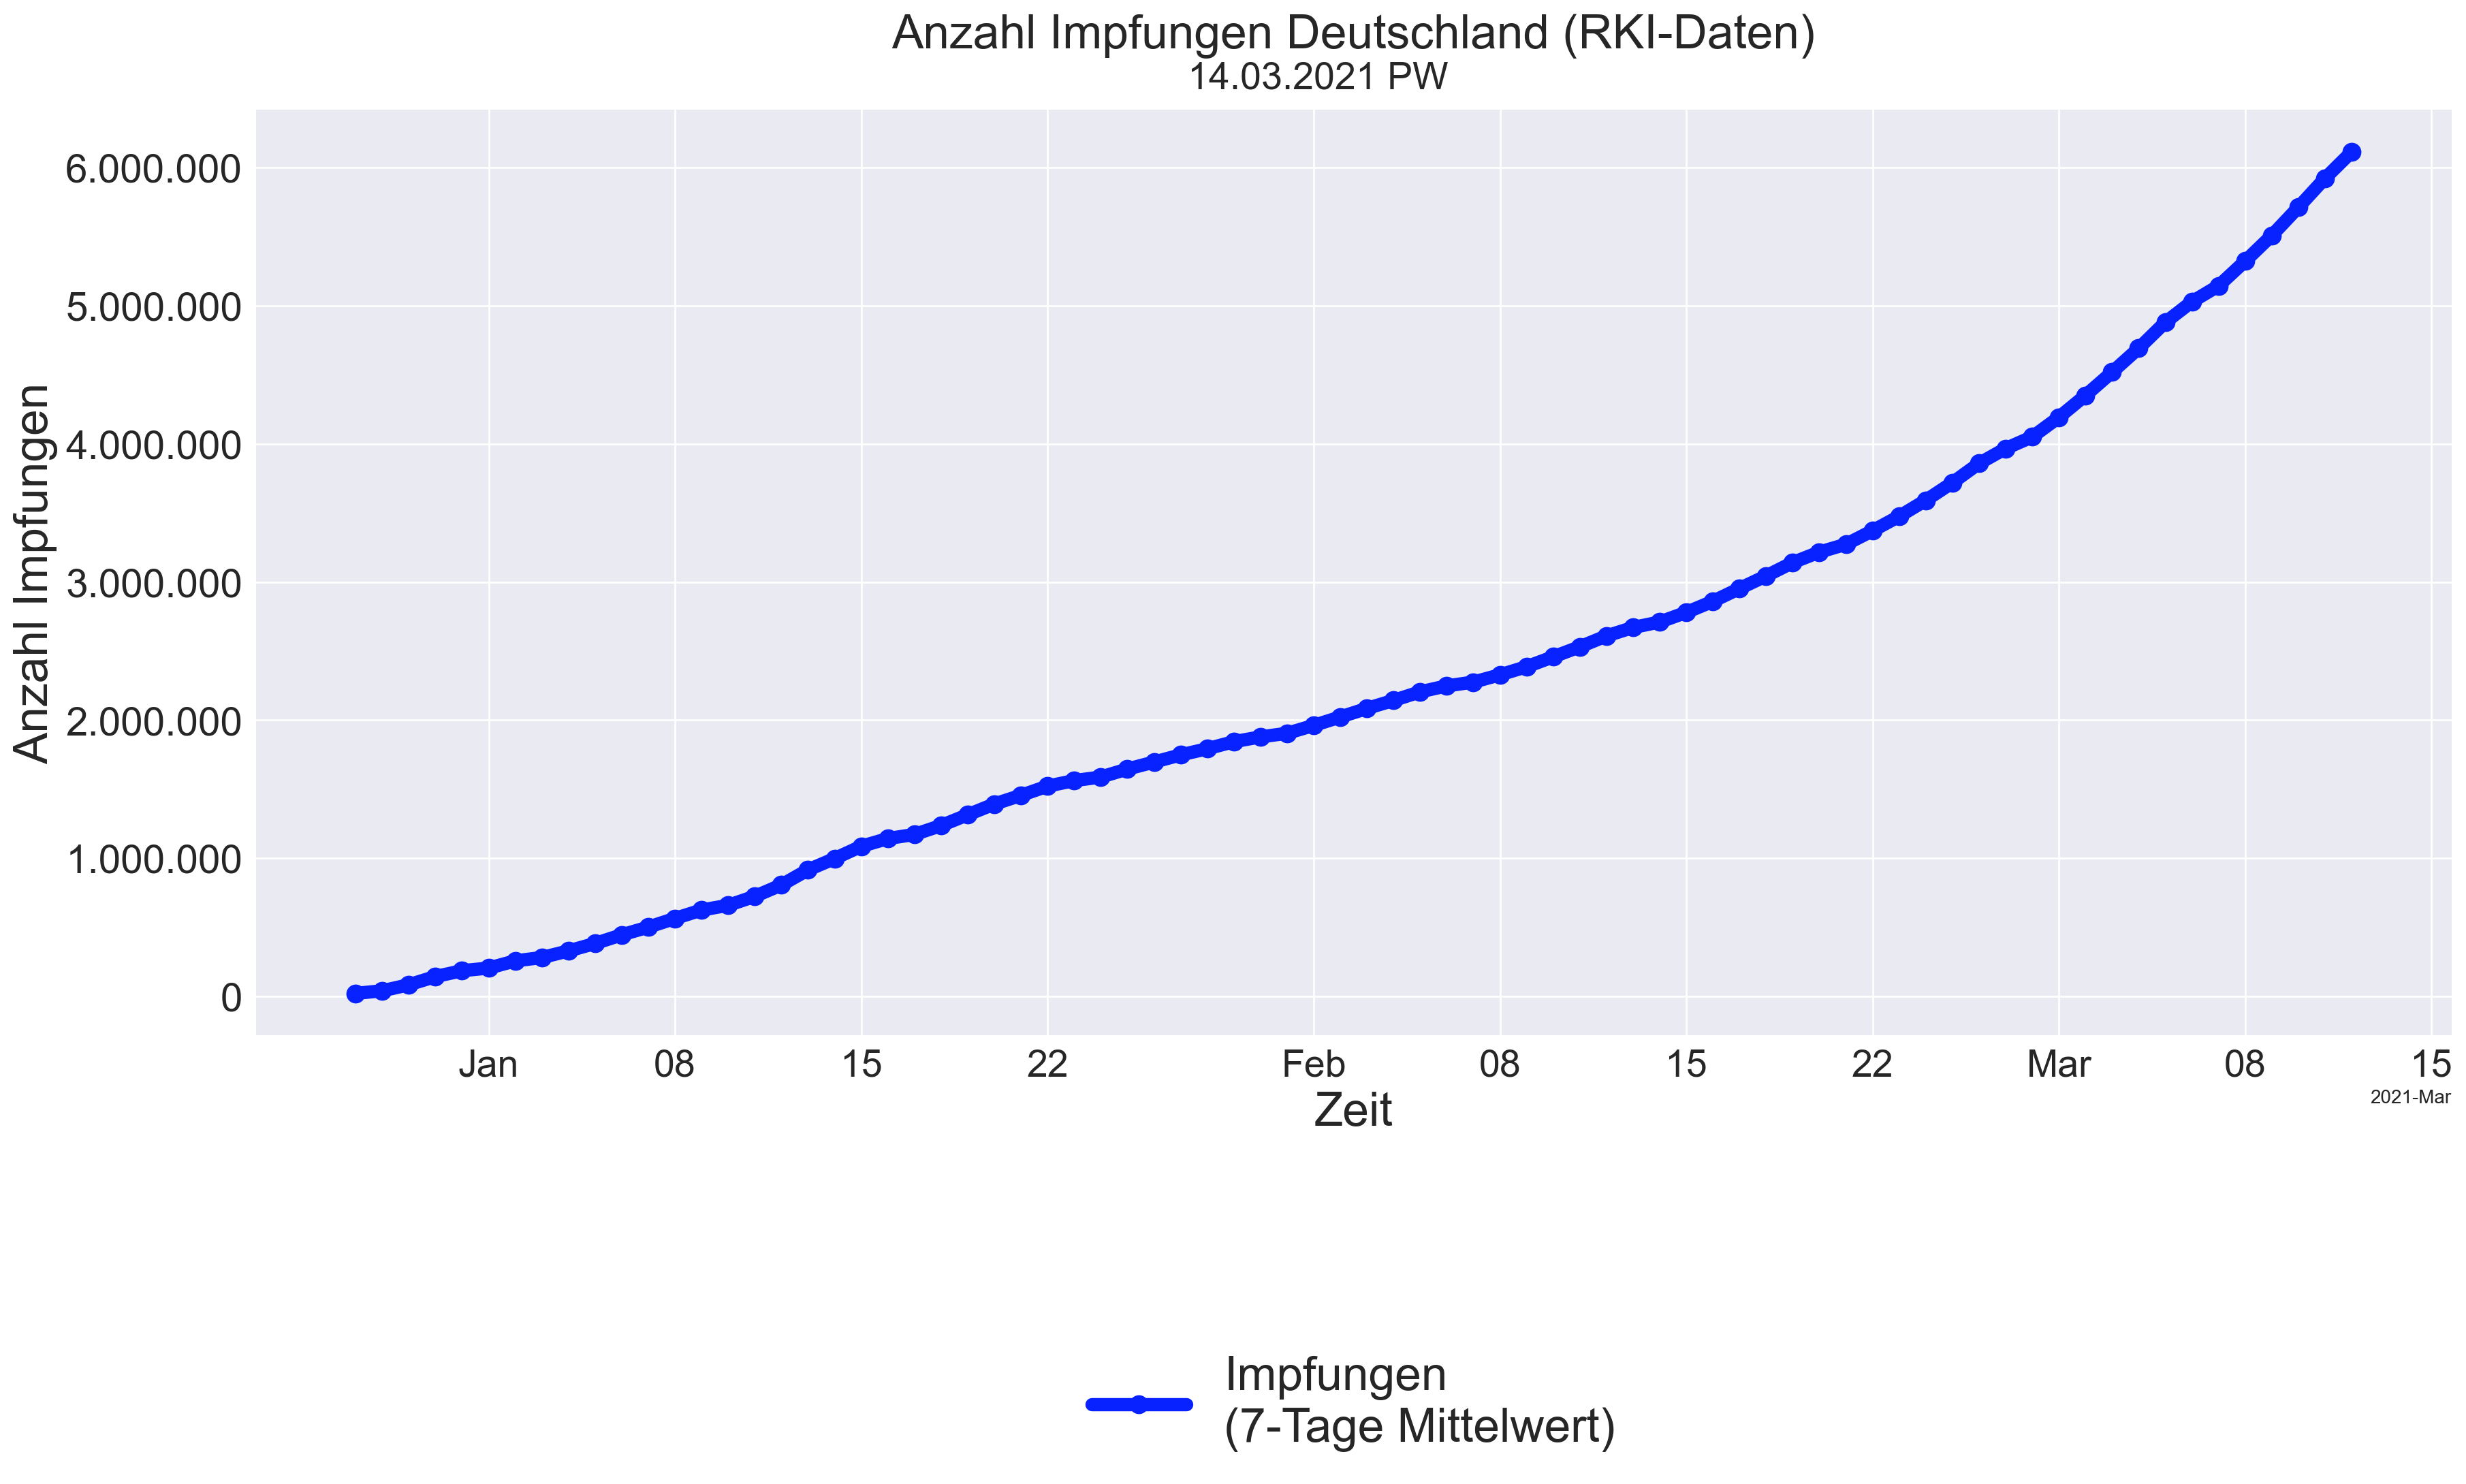 Anzahl Impfungen Deutschland (RKI-Daten)
14.03.2021 PW
Anzahl Impfungen
6.000.000
5.000.000
4.000.000
3.000.000
2.000.000
1.000.000
0
Jan 08 15 22 Feb 08 15 22 Mar 08 15
2021-Mar
Zeit
Impfungen
(7-Tage Mittelwert)